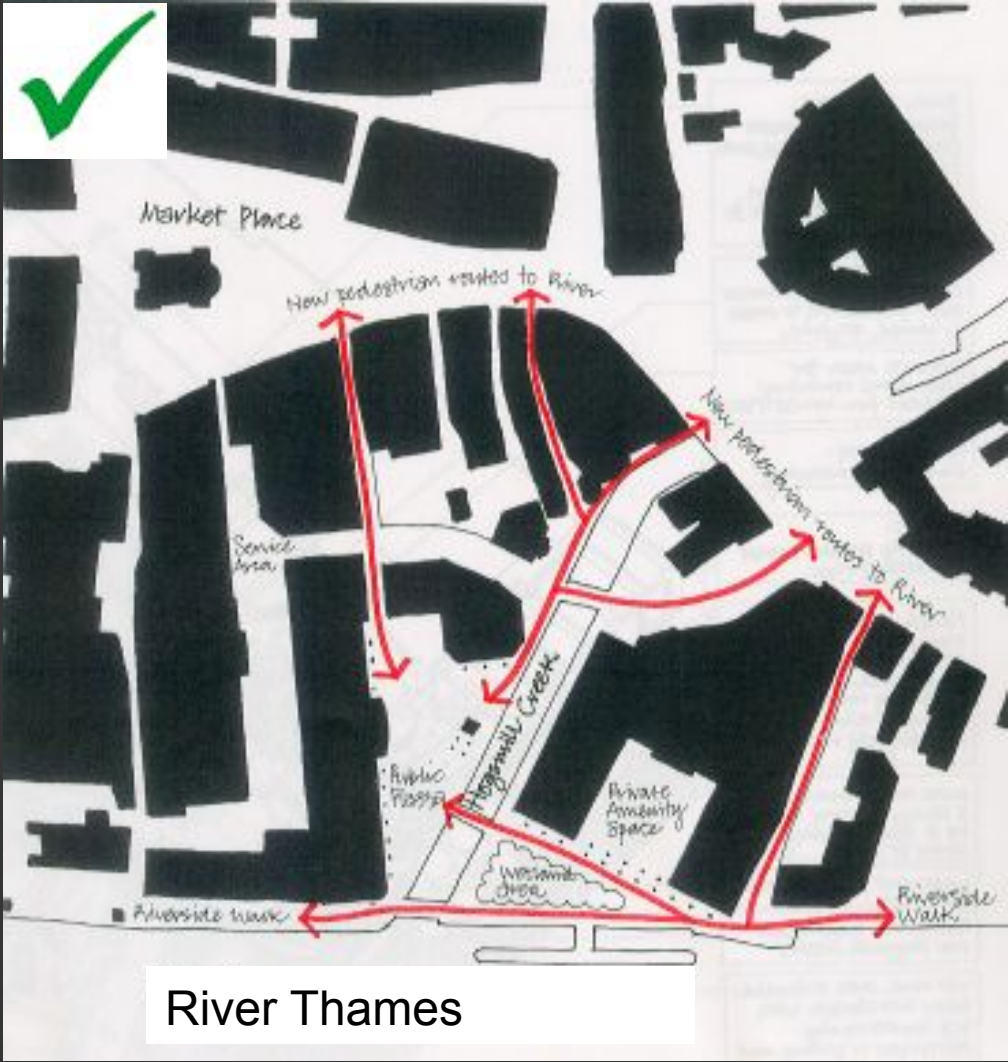 Market Place
New pedestrian routes to River
New pedestrian routes to River
Service
Area
Hogsmill Creek
Public
Piazza
Private
Amenity
Space
Wetland
Area
Riverside Walk
Riverside
Walk
River Thames